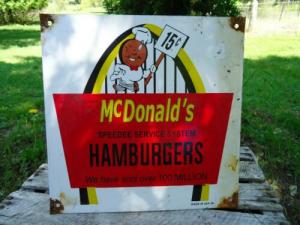 15¢
McDonald's
SPEEDEE SERVICE SYSTEM
HAMBURGERS
We have sold over 100 MILLION